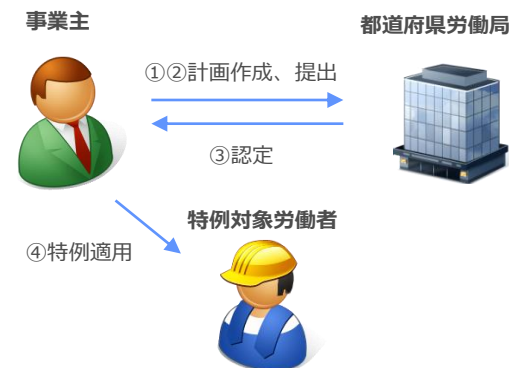 事業主
都道府県労働局
①②計画作成、提出
③認定
特例対象労働者
④特例適用